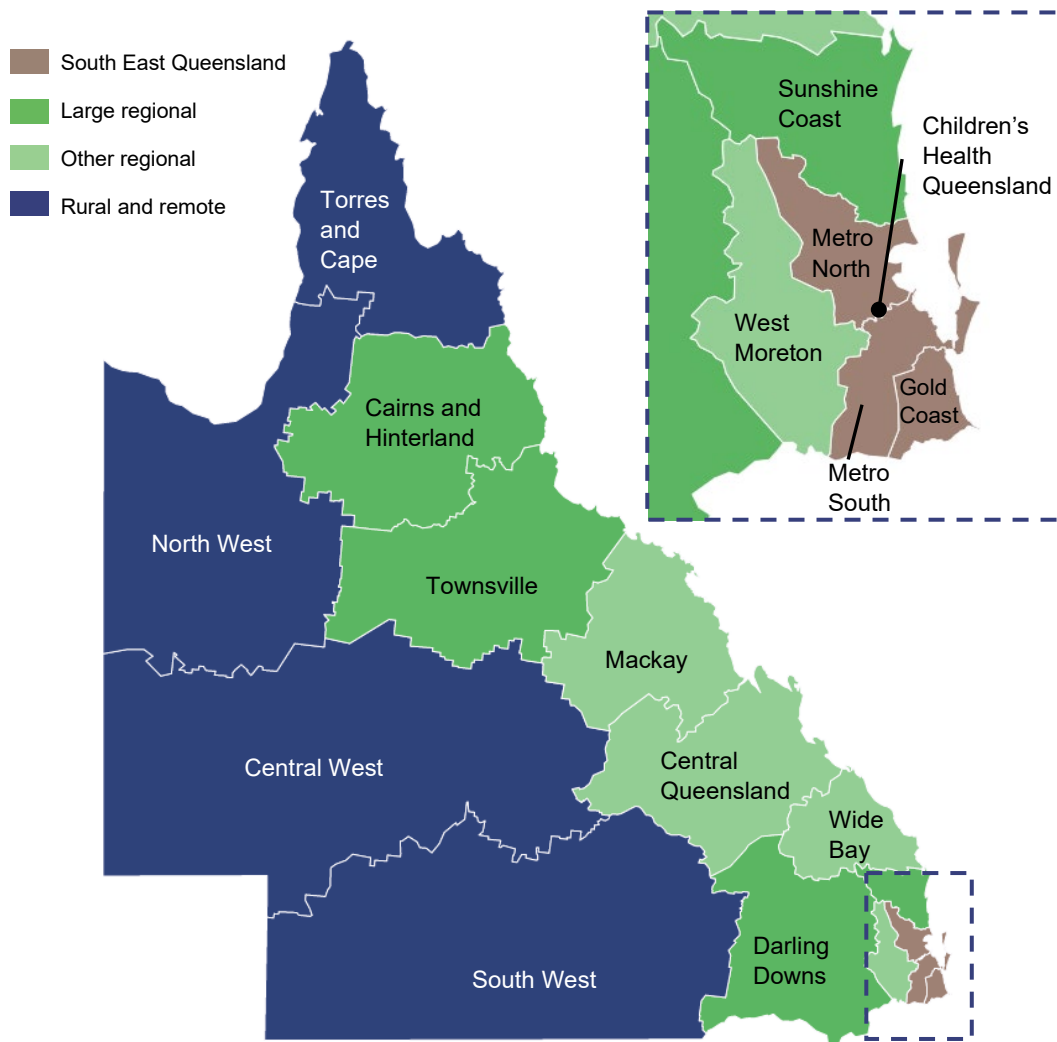 South East Queensland
Large regional
Other regional
Rural and remote
Torres
and
Cape
Cairns and
Hinterland
North West
Townsville
Mackay
Central West
Central
Queensland
Wide
Bay
South West
Darling
Downs
Sunshine
Coast
Children's
Health
Queensland
Metro
North
West
Moreton
Gold
Coast
Metro
South